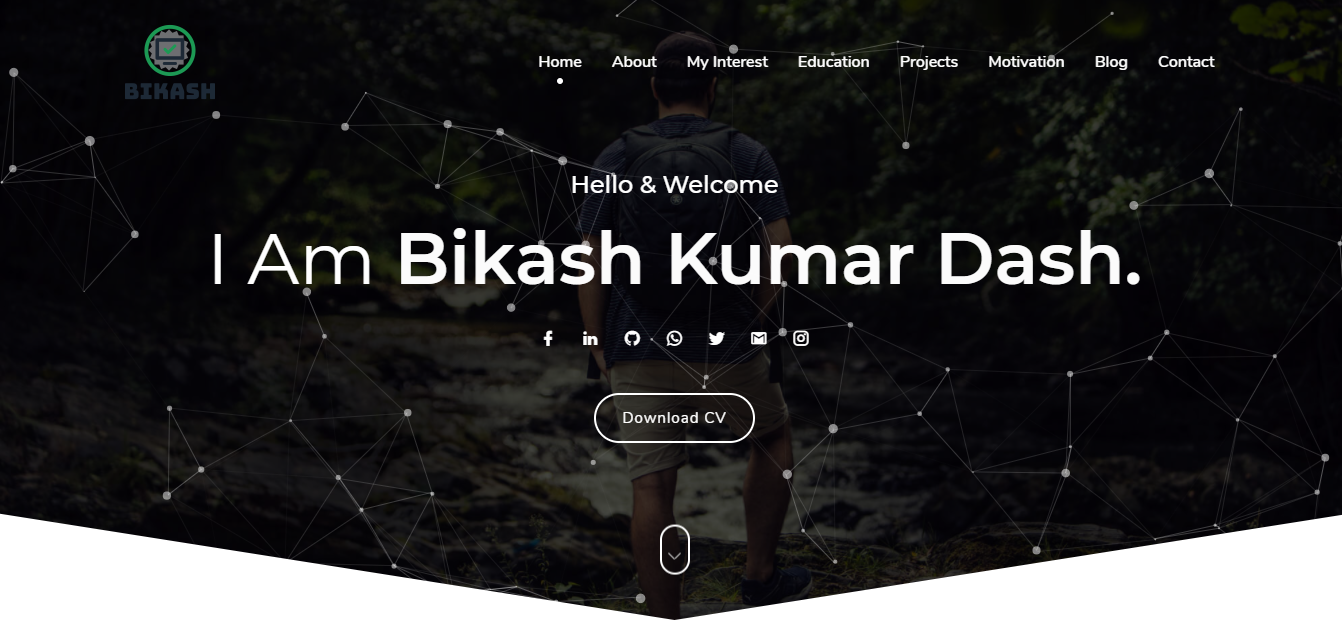 BIKASH
Home About My Interest Education Projects Motivation Blog Contact
Hello & Welcome
I Am Bikash Kumar Dash.
Download CV